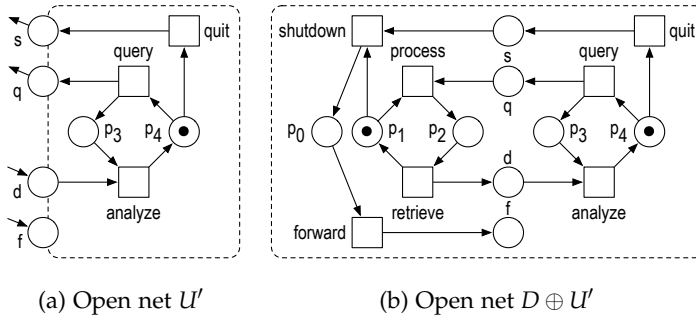 s quit
query
q
p3 p4
d
analyze
f
shutdown s quit
process query
q
p0 p1 p2 p3 p4
d
retrieve f analyze
forward
(a) Open net U′
(b) Open net D ⊕ U′